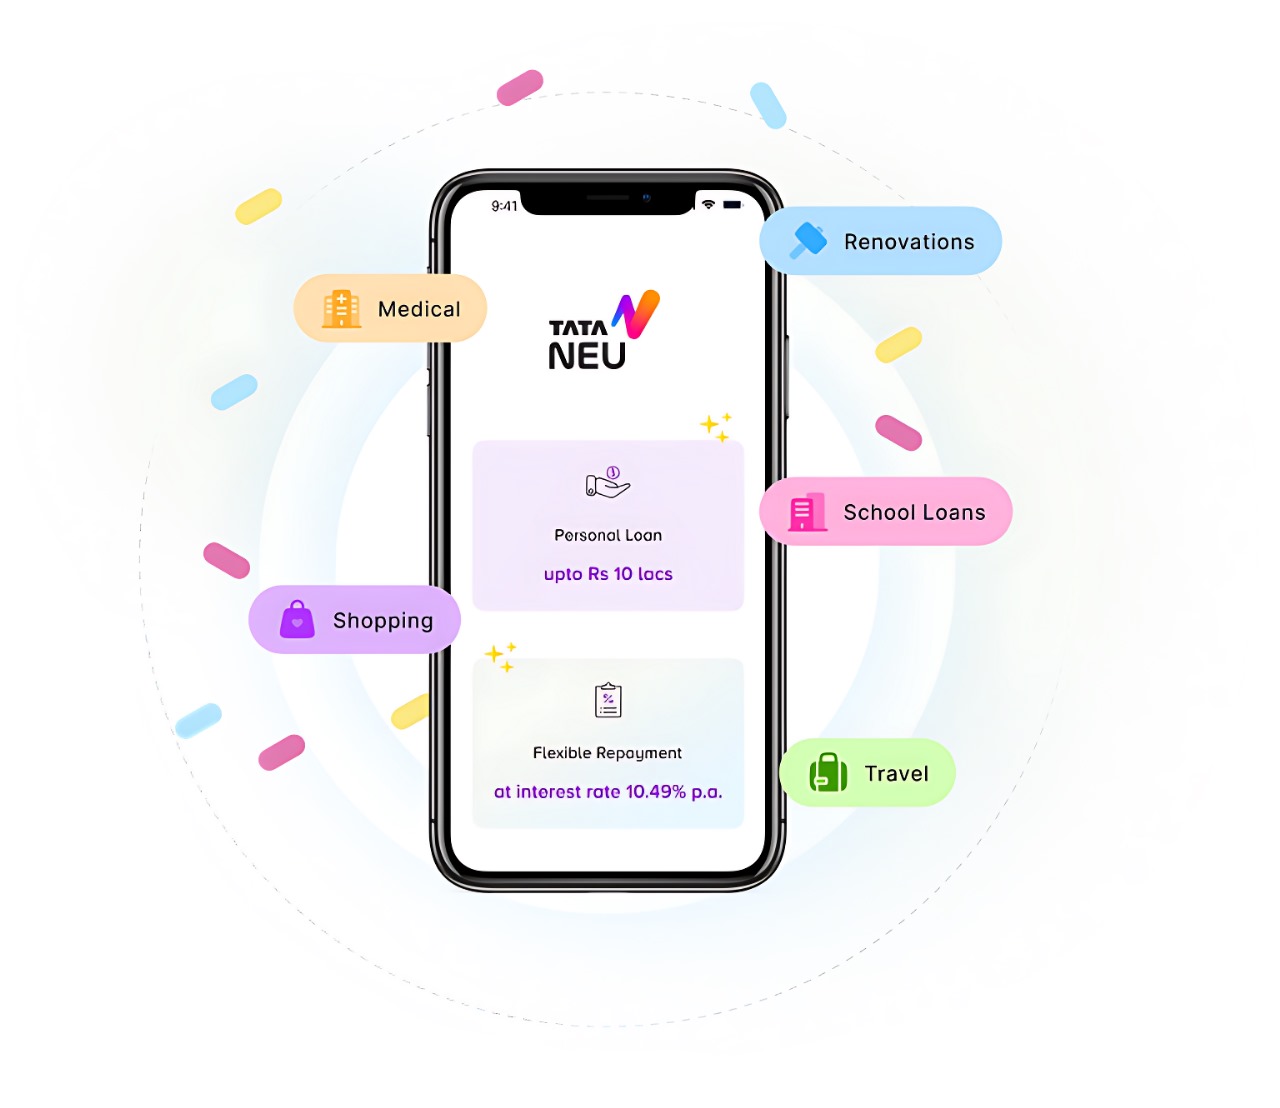 9:41
Renovations
Medical
TATA
NEU
Personal Loan
upto Rs 10 lacs
School Loans
Shopping
Flexible Repayment
at interest rate 10.49% p.a.
Travel